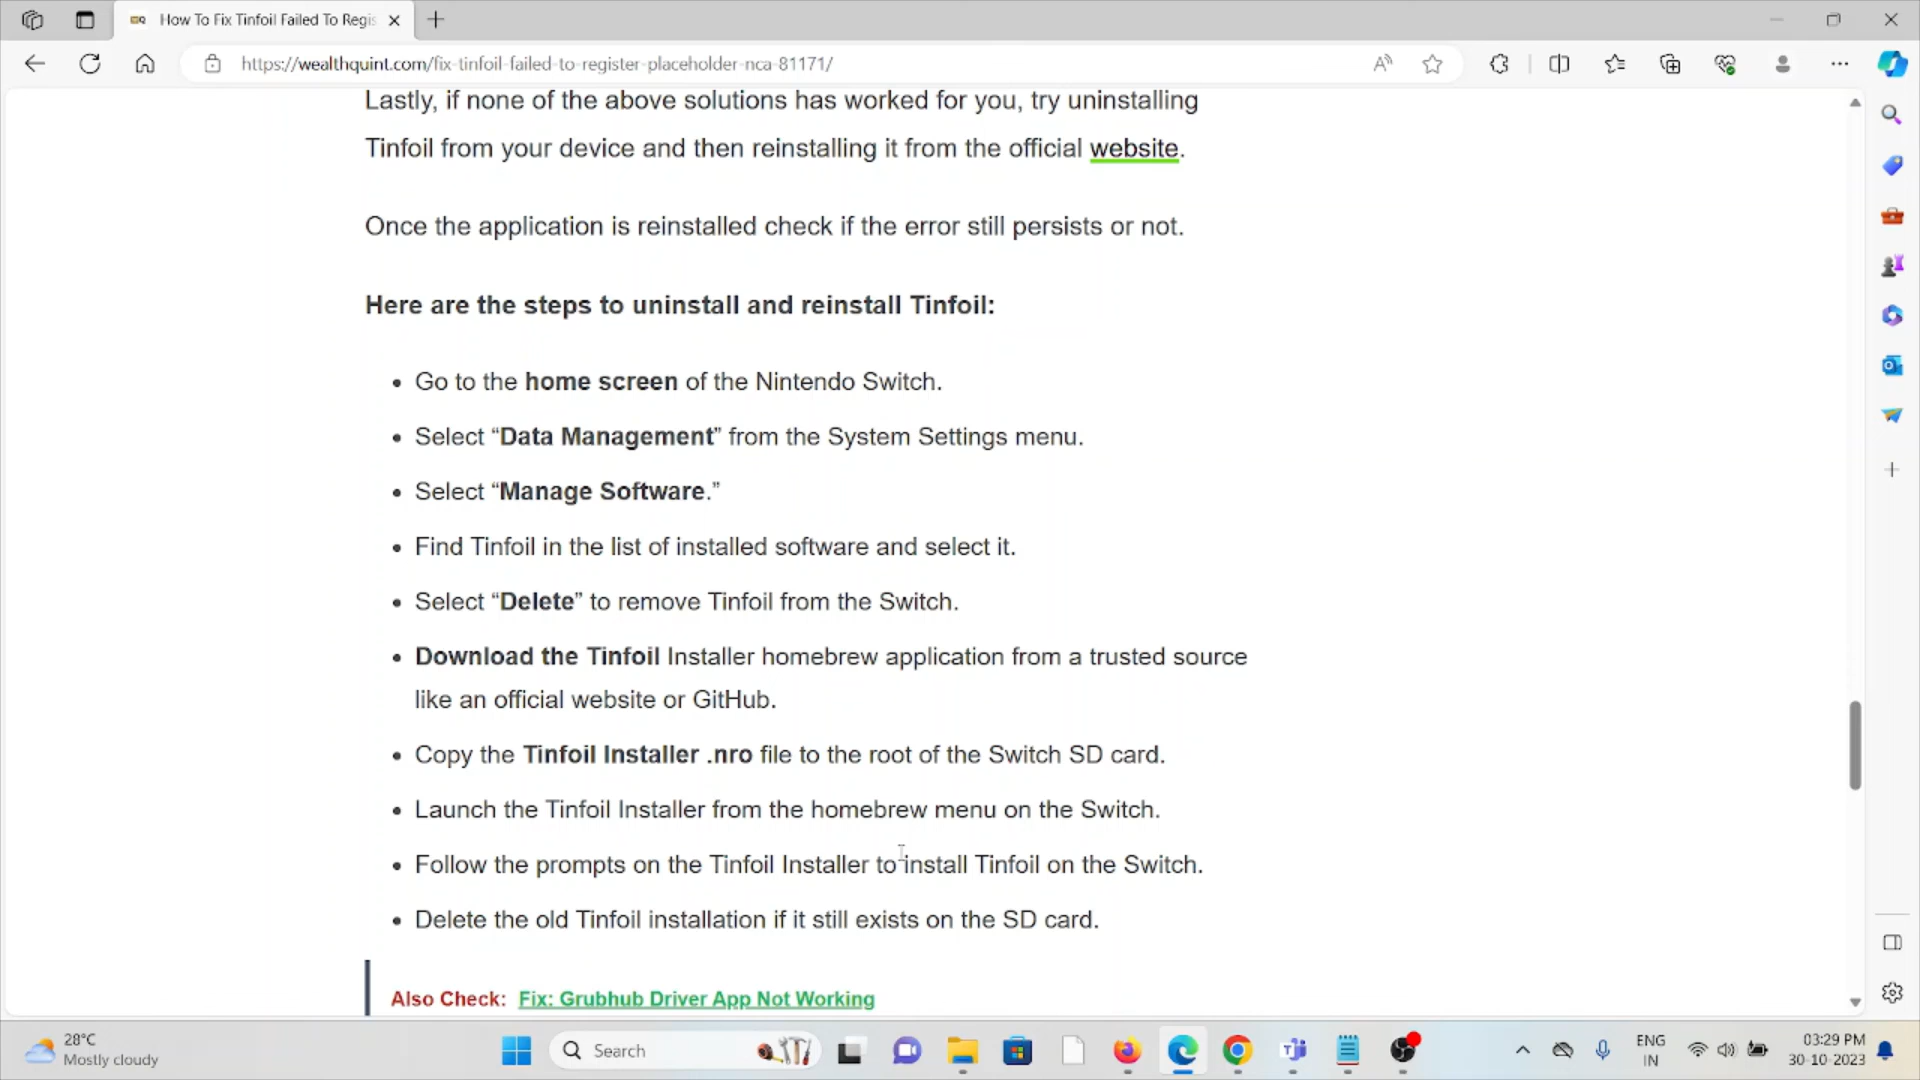 How To Fix Tinfoil Failed To Regis
https://wealthquint.com/fix-tinfoil-failed-to-register-placeholder-nca-81171/
Lastly, if none of the above solutions has worked for you, try uninstalling
Tinfoil from your device and then reinstalling it from the official website.
Once the application is reinstalled check if the error still persists or not.
Here are the steps to uninstall and reinstall Tinfoil:
• Go to the home screen of the Nintendo Switch.
• Select “Data Management” from the System Settings menu.
• Select “Manage Software.”
• Find Tinfoil in the list of installed software and select it.
• Select “Delete” to remove Tinfoil from the Switch.
• Download the Tinfoil Installer homebrew application from a trusted source
like an official website or GitHub.
• Copy the Tinfoil Installer .nro file to the root of the Switch SD card.
• Launch the Tinfoil Installer from the homebrew menu on the Switch.
• Follow the prompts on the Tinfoil Installer to install Tinfoil on the Switch.
• Delete the old Tinfoil installation if it still exists on the SD card.
Also Check: Fix: Grubhub Driver App Not Working
28°C
Mostly cloudy
Search
ENG
IN
03:29 PM
30-10-2023